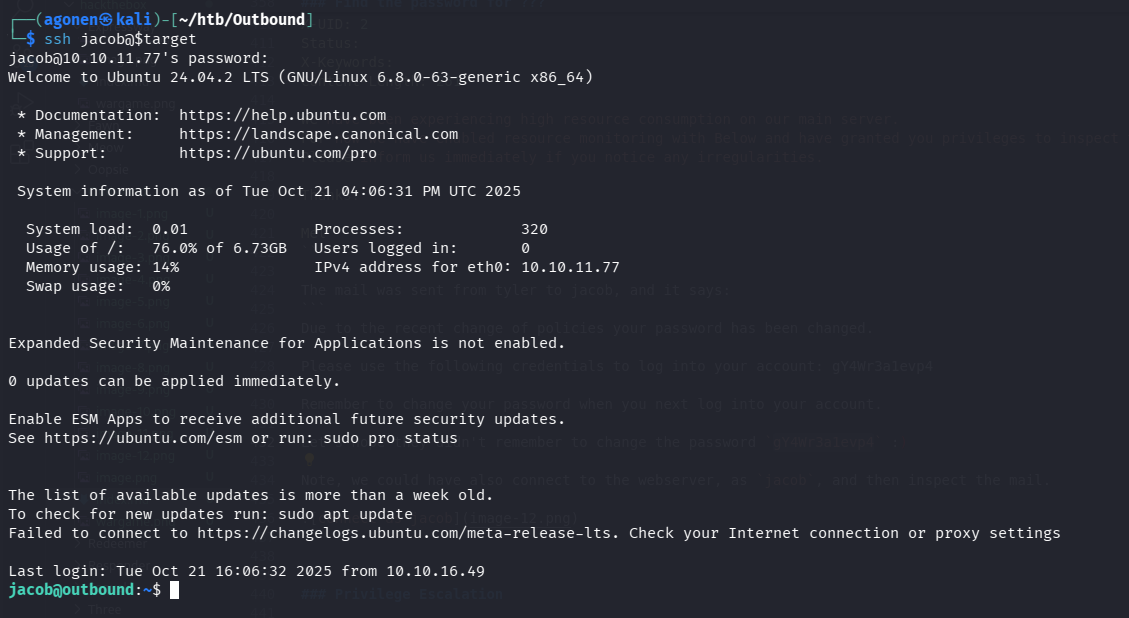 ┌──(agonen㉿kali)-[~/htb/Outbound]
└─$ ssh jacob@$target
jacob@10.10.11.77's password:
Welcome to Ubuntu 24.04.2 LTS (GNU/Linux 6.8.0-63-generic x86_64)
* Documentation:  https://help.ubuntu.com
* Management:     https://landscape.canonical.com
* Support:        https://ubuntu.com/pro
System information as of Tue Oct 21 04:06:31 PM UTC 2025
System load:  0.01              Processes:             320
Usage of /:   76.0% of 6.73GB   Users logged in:       0
Memory usage: 14%               IPv4 address for eth0: 10.10.11.77
Swap usage:   0%
Expanded Security Maintenance for Applications is not enabled.
0 updates can be applied immediately.
Enable ESM Apps to receive additional future security updates.
See https://ubuntu.com/esm or run: sudo pro status
The list of available updates is more than a week old.
To check for new updates run: sudo apt update
Failed to connect to https://changelogs.ubuntu.com/meta-release-lts. Check your Internet connection or proxy settings
Last login: Tue Oct 21 16:06:32 2025 from 10.10.16.49
jacob@outbound:~$